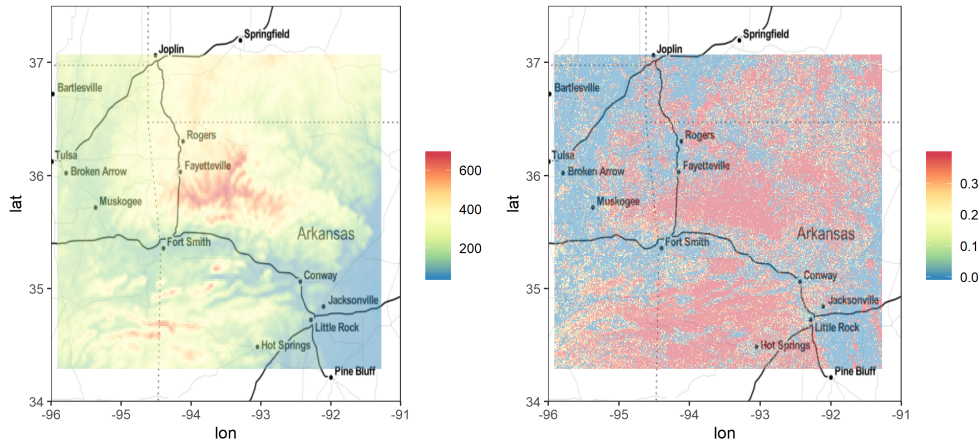 Springfield
Joplin
37
Bartlesville
Rogers
Tulsa
Fayetteville
36
Broken Arrow
Muskogee
Arkansas
Fort Smith
35
Conway
Jacksonville
Little Rock
Hot Springs
Pine Bluff
34
-96 -95 -94 -93 -92 -91
lon
lat
600
400
200
Springfield
Joplin
37
Bartlesville
Rogers
Tulsa
Fayetteville
36
Broken Arrow
Muskogee
Arkansas
Fort Smith
35
Conway
Jacksonville
Little Rock
Hot Springs
Pine Bluff
34
-96 -95 -94 -93 -92 -91
lon
lat
0.3
0.2
0.1
0.0